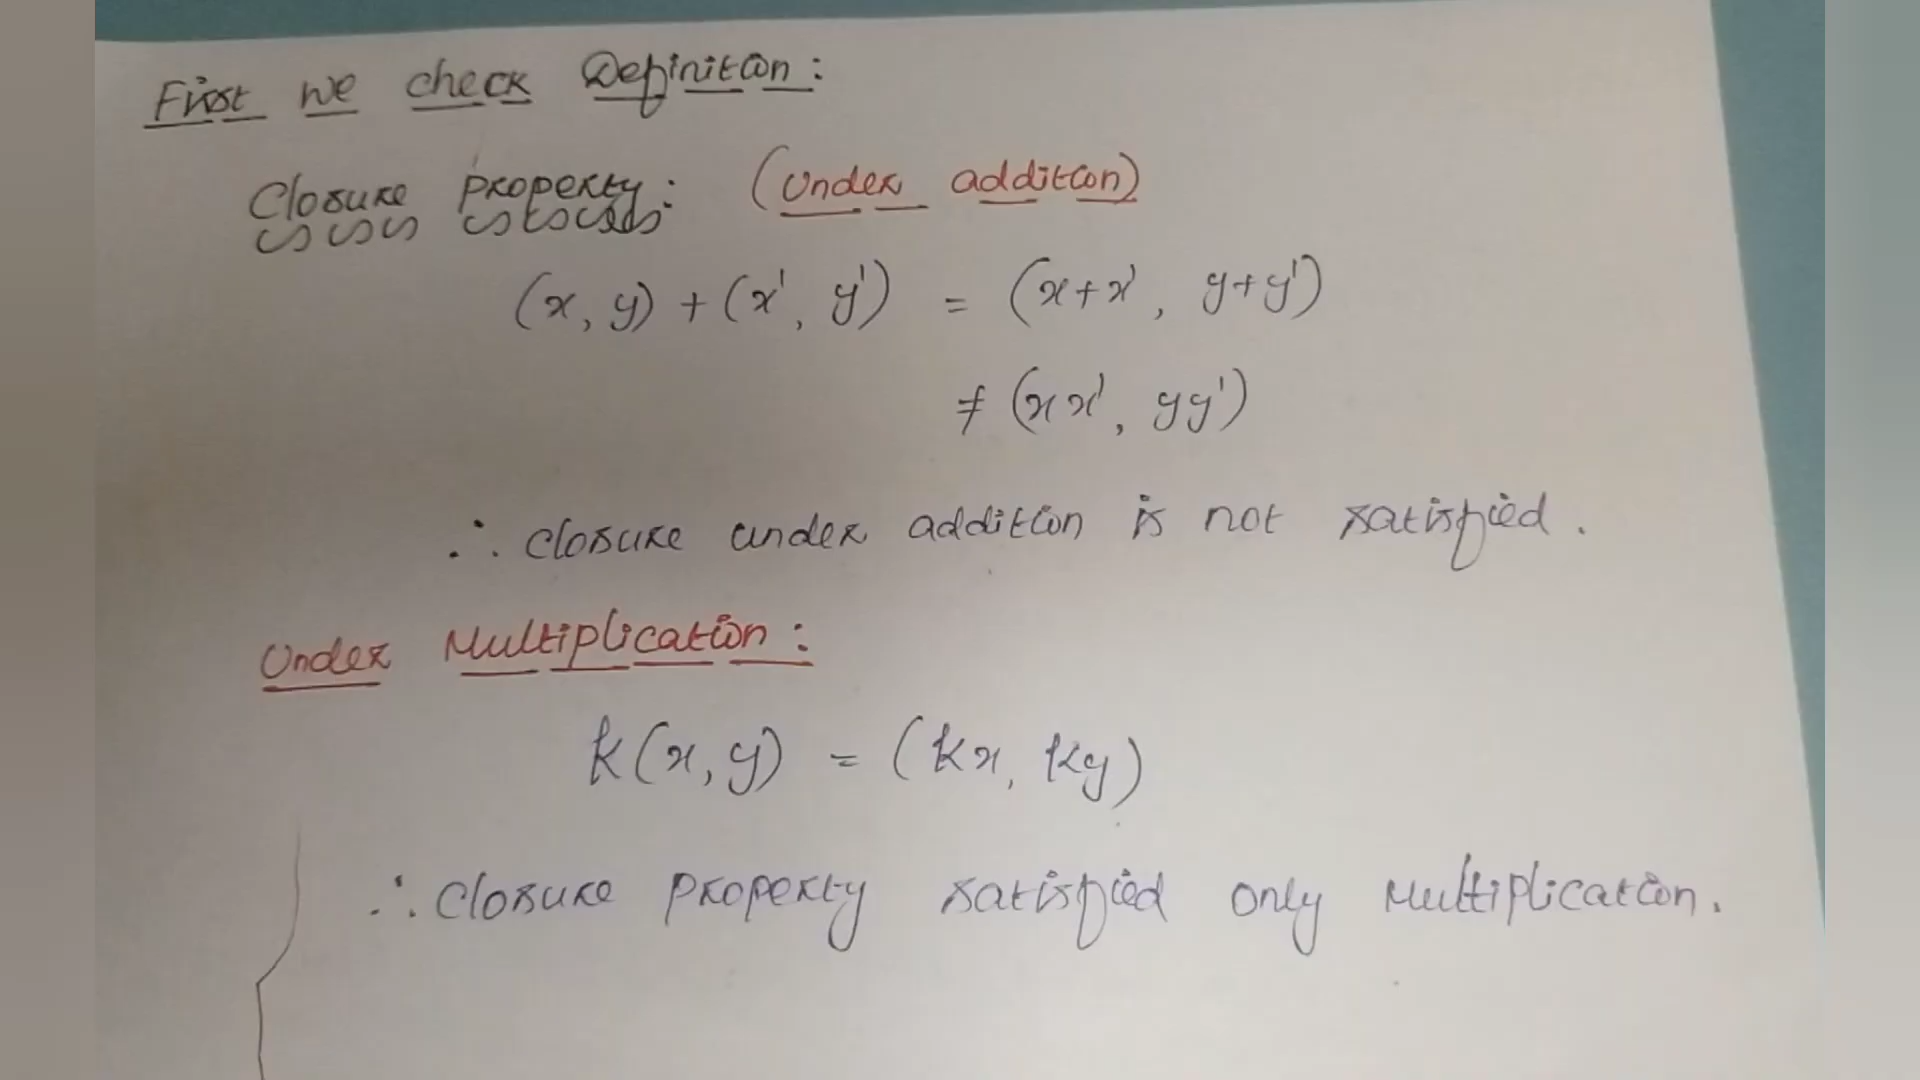 First we check Definition:
Closure property: (Under addition)
(x, y) + (x', y') = (x+x', y+y')
≠ (xx', yy')
∴ closure under addition is not satisfied.
Under Multiplication:
k(x, y) = (kx, ky)
∴ closure property satisfied only Multiplication.